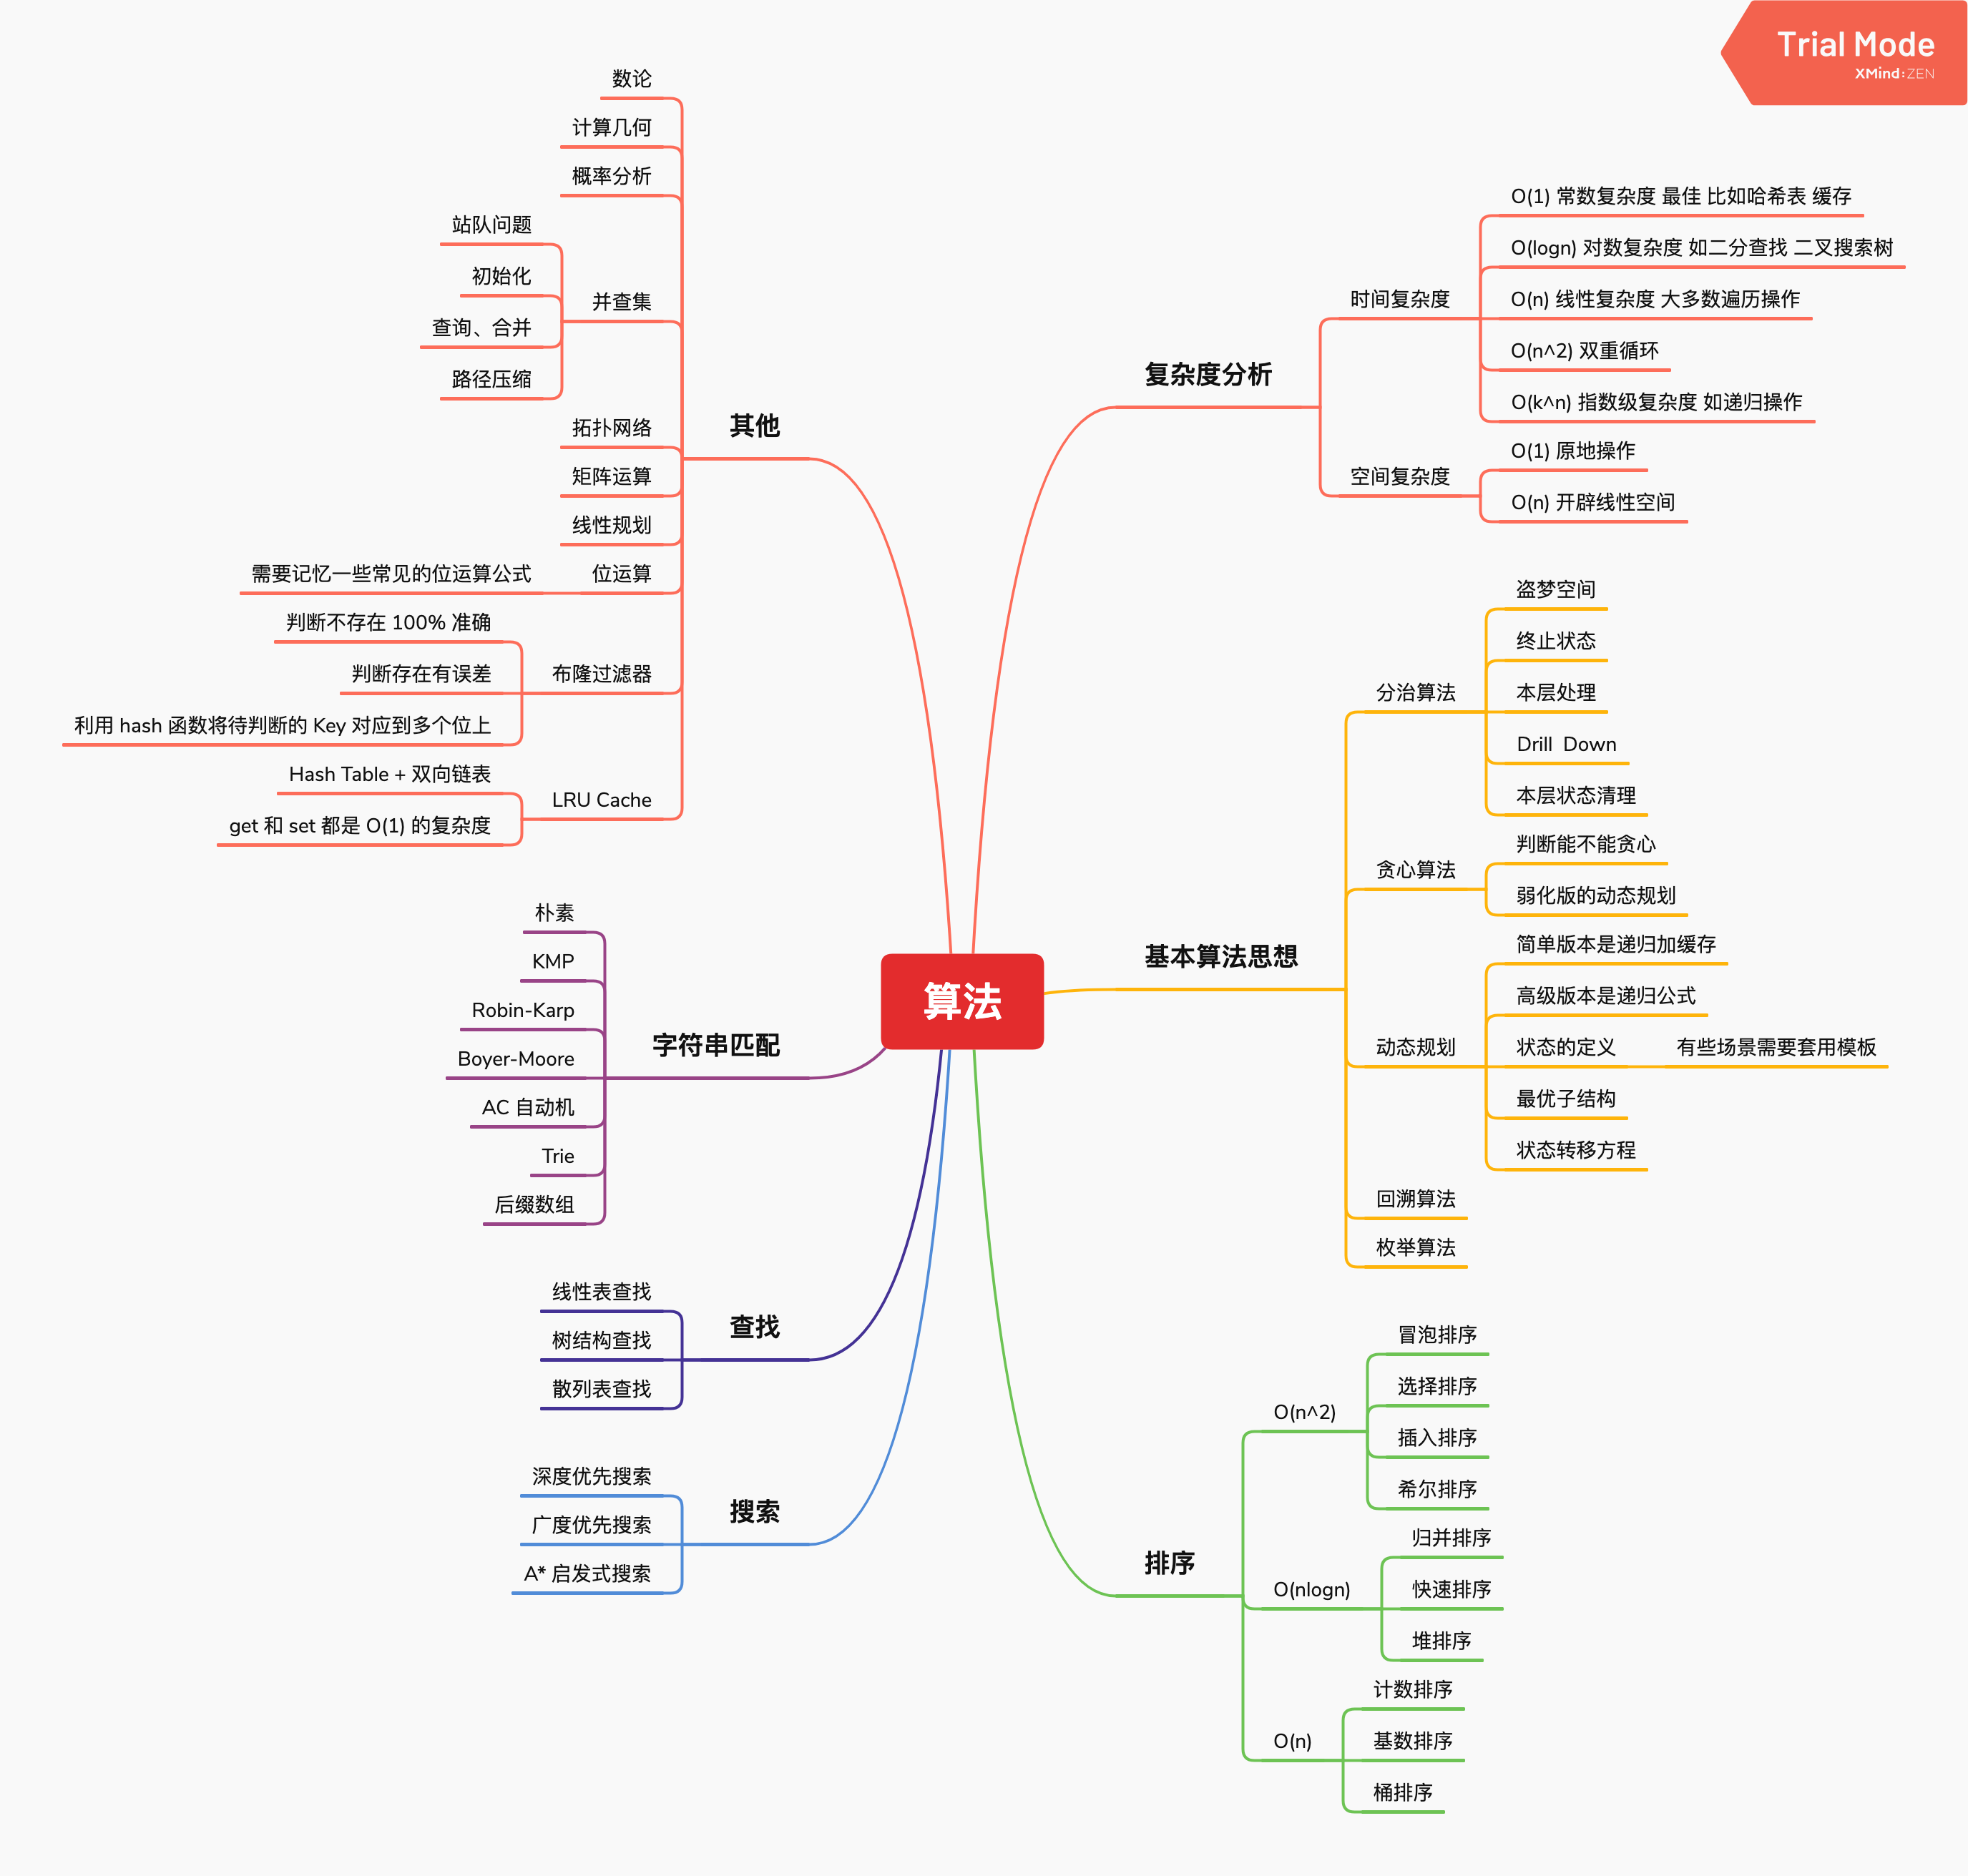 Trial Mode
XMind:ZEN
算法
复杂度分析
时间复杂度
O(1) 常数复杂度 最佳 比如哈希表 缓存
O(logn) 对数复杂度 如二分查找 二叉搜索树
O(n) 线性复杂度 大多数遍历操作
O(n^2) 双重循环
O(k^n) 指数级复杂度 如递归操作
空间复杂度
O(1) 原地操作
O(n) 开辟线性空间
基本算法思想
分治算法
盗梦空间
终止状态
本层处理
Drill Down
本层状态清理
贪心算法
判断能不能贪心
弱化版的动态规划
动态规划
简单版本是递归加缓存
高级版本是递归公式
状态的定义
有些场景需要套用模板
最优子结构
状态转移方程
回溯算法
枚举算法
排序
O(n^2)
冒泡排序
选择排序
插入排序
希尔排序
O(nlogn)
归并排序
快速排序
堆排序
O(n)
计数排序
基数排序
桶排序
其他
数论
计算几何
概率分析
并查集
站队问题
初始化
查询、合并
路径压缩
拓扑网络
矩阵运算
线性规划
位运算
需要记忆一些常见的位运算公式
布隆过滤器
判断不存在 100% 准确
判断存在有误差
利用 hash 函数将待判断的 Key 对应到多个位上
LRU Cache
Hash Table + 双向链表
get 和 set 都是 O(1) 的复杂度
字符串匹配
朴素
KMP
Robin-Karp
Boyer-Moore
AC 自动机
Trie
后缀数组
查找
线性表查找
树结构查找
散列表查找
搜索
深度优先搜索
广度优先搜索
A* 启发式搜索